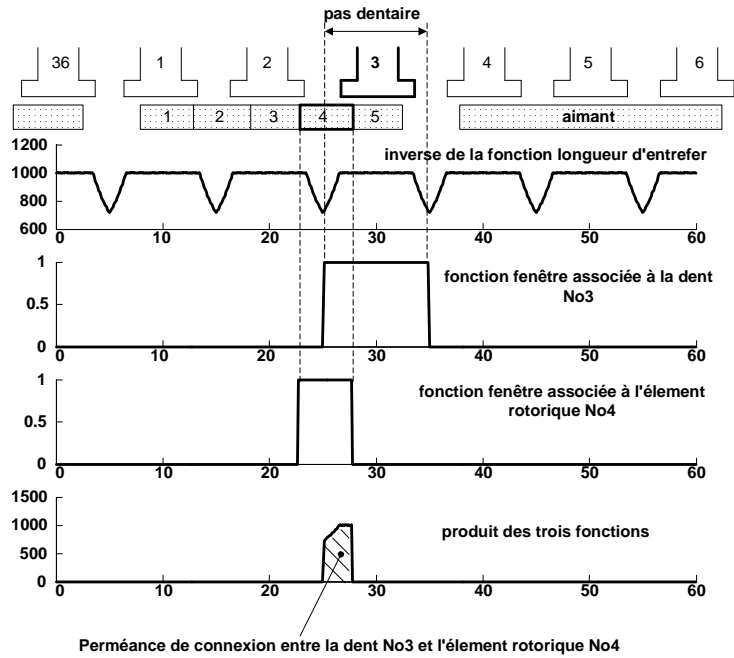 pas dentaire
36 1 2 3 4 5 6
1 2 3 4 5 aimant
inverse de la fonction longueur d'entrefer
1200
1000
800
600
0 10 20 30 40 50 60
fonction fenêtre associée à la dent
No3
1
0.5
0
0 10 20 30 40 50 60
fonction fenêtre associée à l'élement
rotorique No4
1
0.5
0
0 10 20 30 40 50 60
produit des trois fonctions
1500
1000
500
0
0 10 20 30 40 50 60
Perméance de connexion entre la dent No3 et l'élement rotorique No4